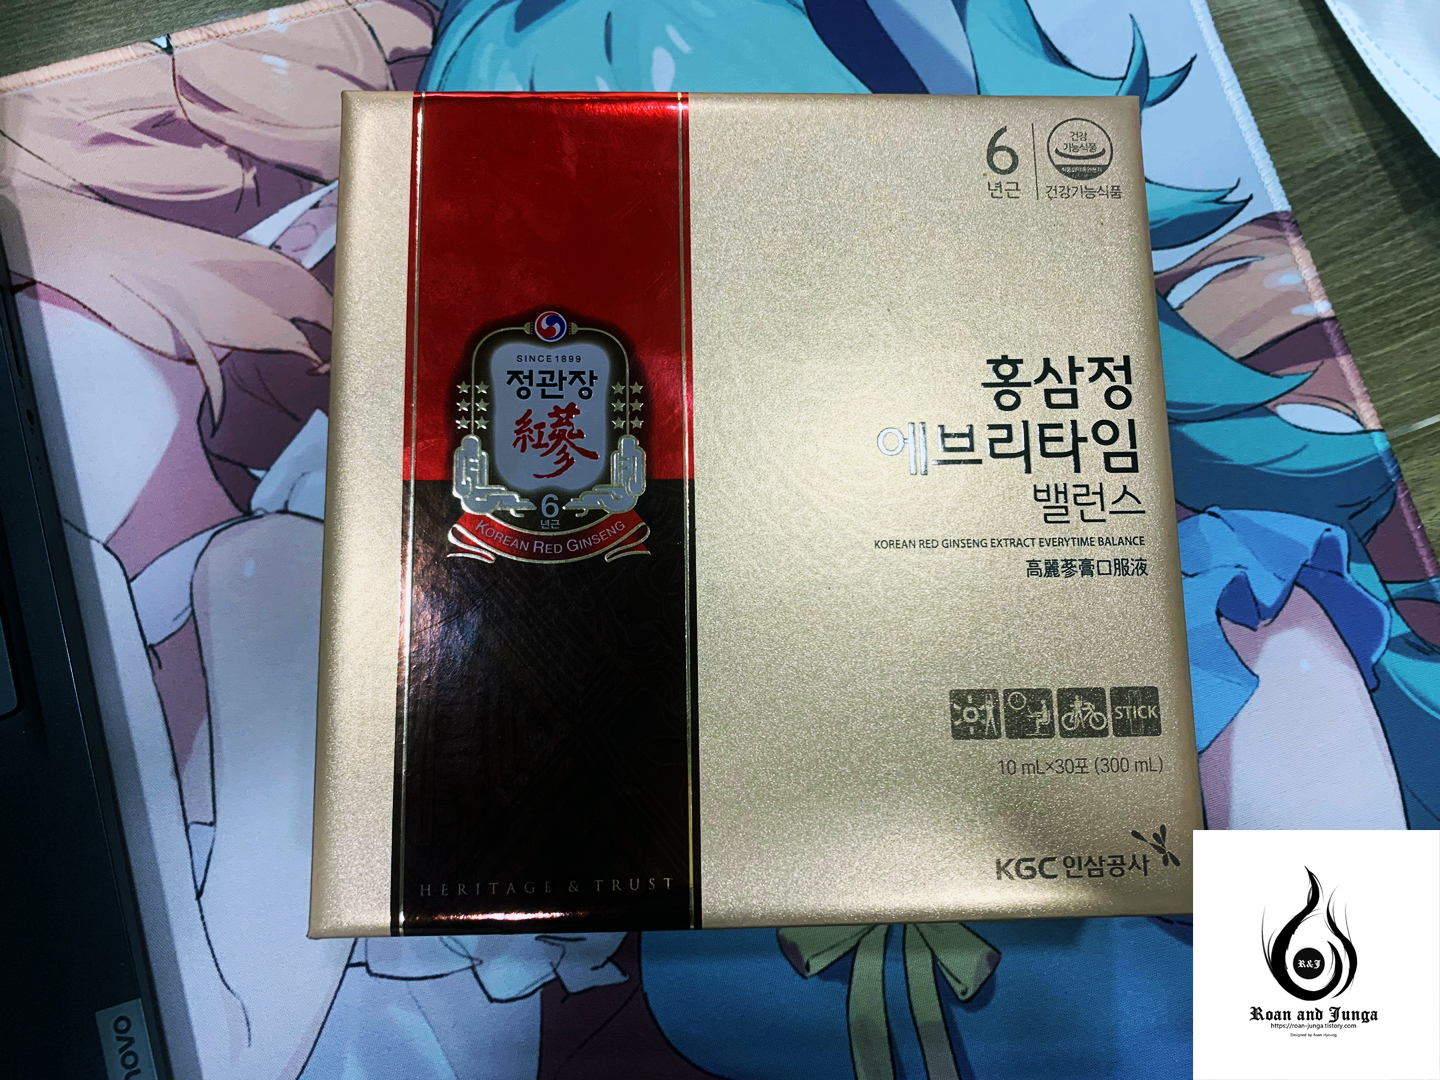 6
년근
건강
기능식품
건강기능식품
SINCE 1899
정관장
紅蔘
6
년근
KOREAN RED GINSENG
홍삼정
에브리타임
밸런스
KOREAN RED GINSENG EXTRACT EVERYTIME BALANCE
高麗蔘膏口服液
STICK
10 mL×30포 (300 mL)
KGC 인삼공사
HERITAGE & TRUST
R&J
Roan and Junga
https://roan-junga.tistory.com